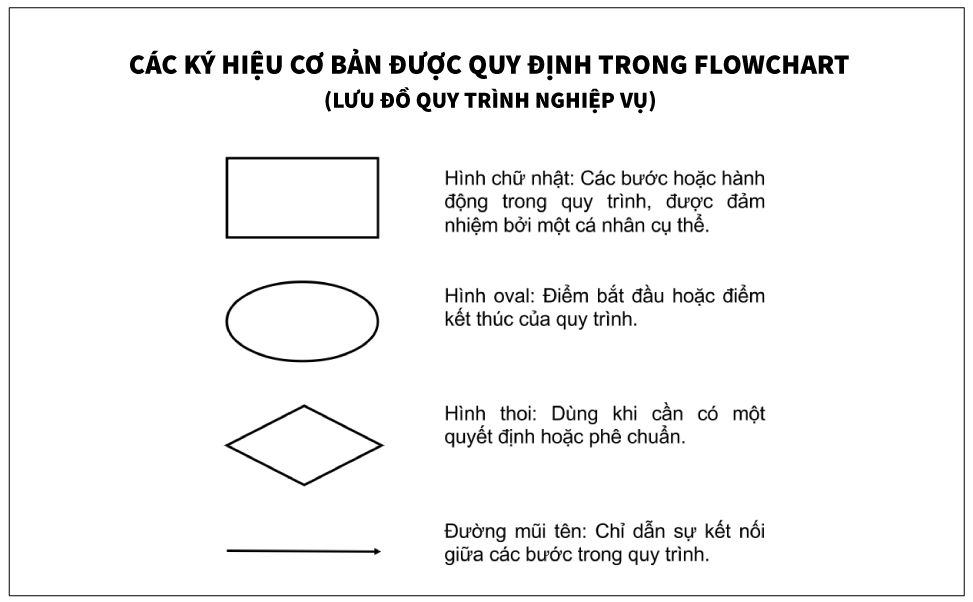 CÁC KÝ HIỆU CƠ BẢN ĐƯỢC QUY ĐỊNH TRONG FLOWCHART
(LƯU ĐỒ QUY TRÌNH NGHIỆP VỤ)
Hình chữ nhật: Các bước hoặc hành
động trong quy trình, được đảm
nhiệm bởi một cá nhân cụ thể.
Hình oval: Điểm bắt đầu hoặc điểm
kết thúc của quy trình.
Hình thoi: Dùng khi cần có một
quyết định hoặc phê chuẩn.
Đường mũi tên: Chỉ dẫn sự kết nối
giữa các bước trong quy trình.